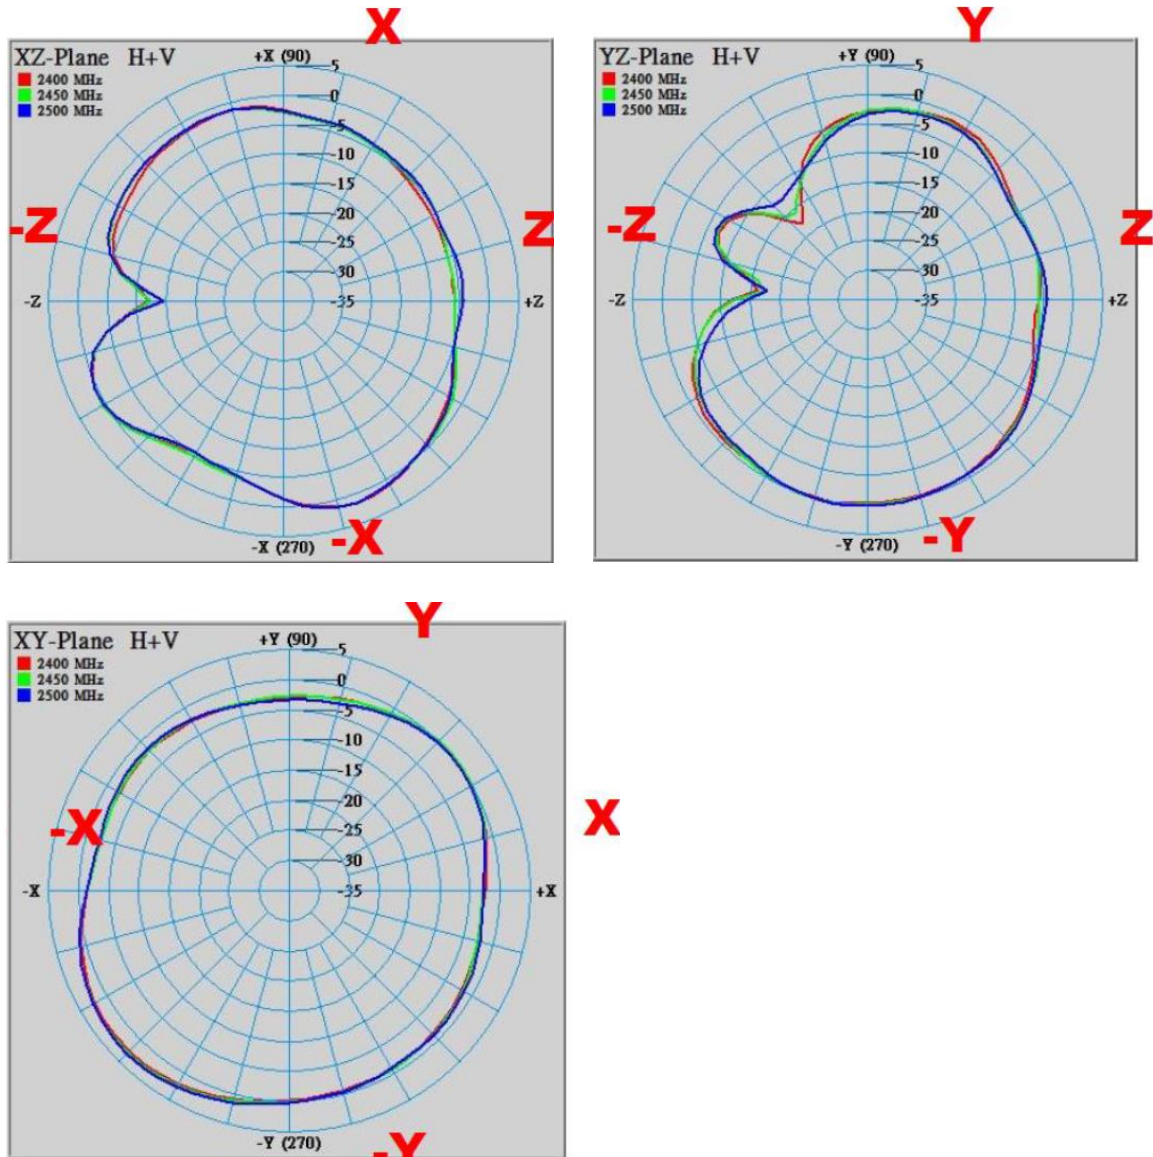 X
XZ-Plane H+V
2400 MHz
2450 MHz
2500 MHz
+X (90)
5
0
-5
-10
-15
-20
-25
-30
-35
-Z
Z
-Z
+Z
-X
-X (270)
Y
YZ-Plane H+V
2400 MHz
2450 MHz
2500 MHz
+Y (90)
5
0
-5
-10
-15
-20
-25
-30
-35
-Z
Z
-Z
+Z
-Y
-Y (270)
Y
XY-Plane H+V
2400 MHz
2450 MHz
2500 MHz
+Y (90)
5
0
-5
-10
-15
-20
-25
-30
-35
-X
X
-X
+X
-Y (270)
-Y